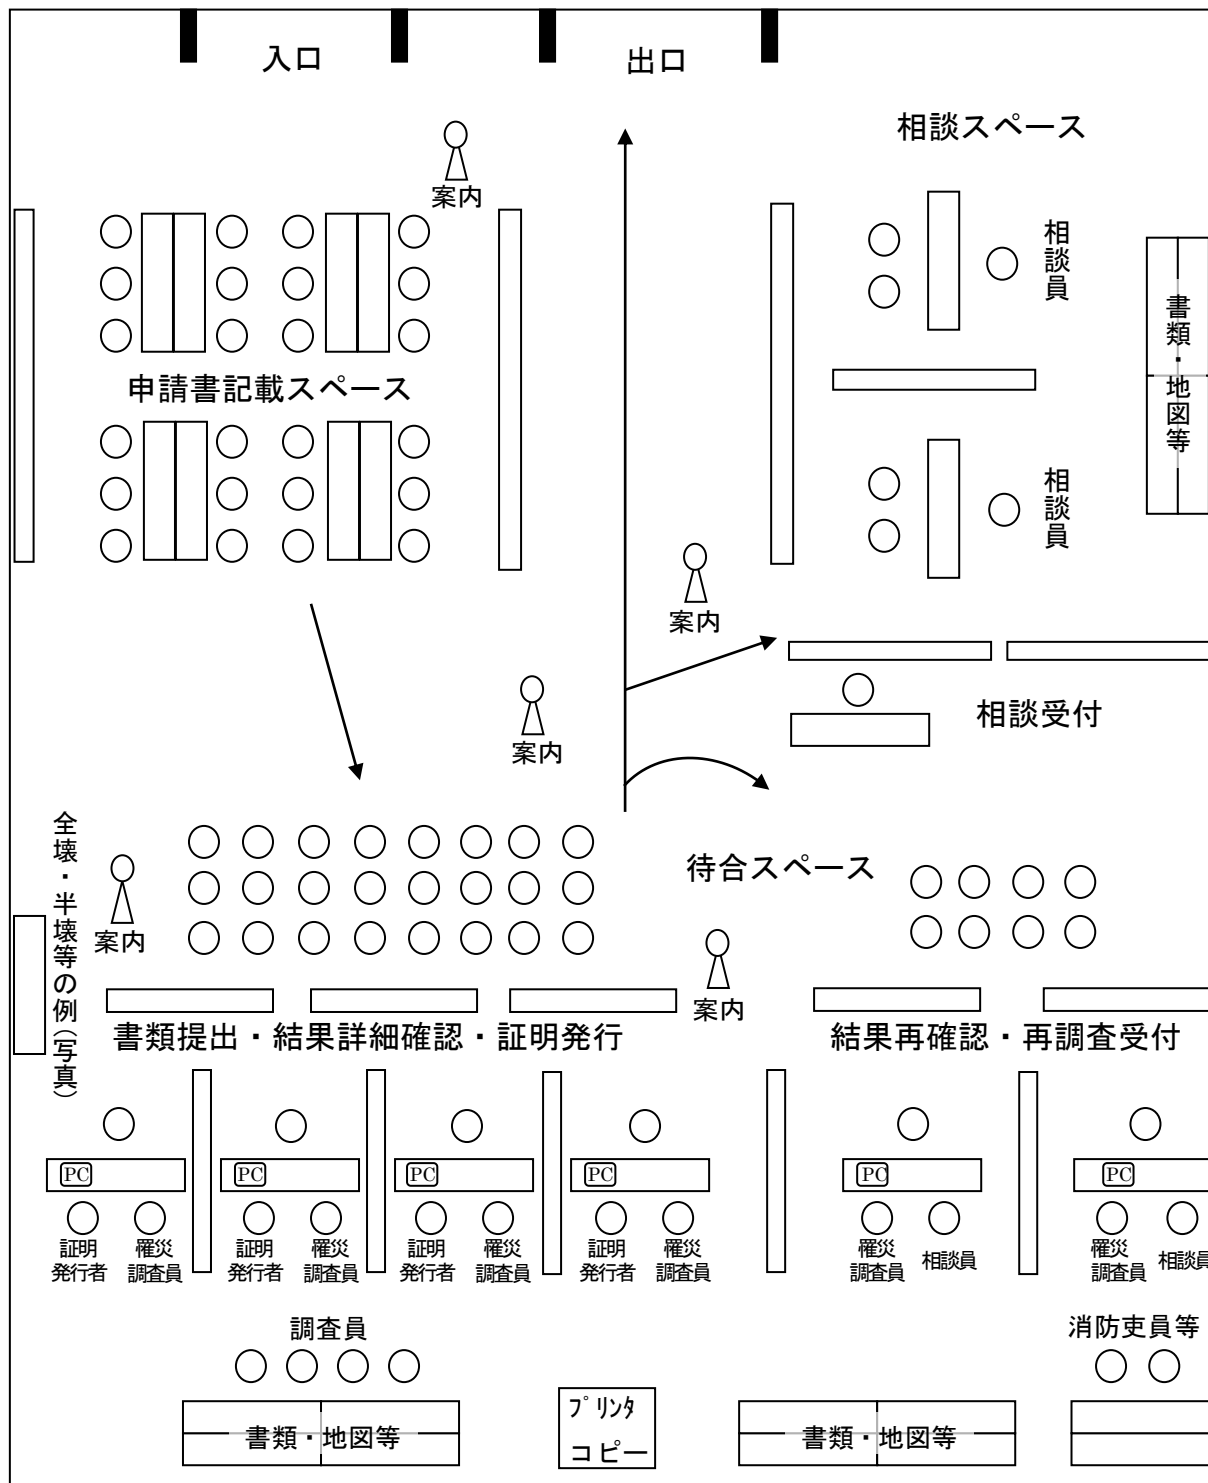 入口
出口
相談スペース
案内
相談員
書類・地図等
申請書記載スペース
相談員
案内
相談受付
案内
全壊・半壊等の例(写真)
待合スペース
案内
案内
書類提出・結果詳細確認・証明発行
結果再確認・再調査受付
PC
PC
PC
PC
PC
PC
証明
発行者
罹災
調査員
証明
発行者
罹災
調査員
証明
発行者
罹災
調査員
証明
発行者
罹災
調査員
罹災
調査員
相談員
罹災
調査員
相談員
調査員
消防吏員等
書類・地図等
プリンタ
コピー
書類・地図等